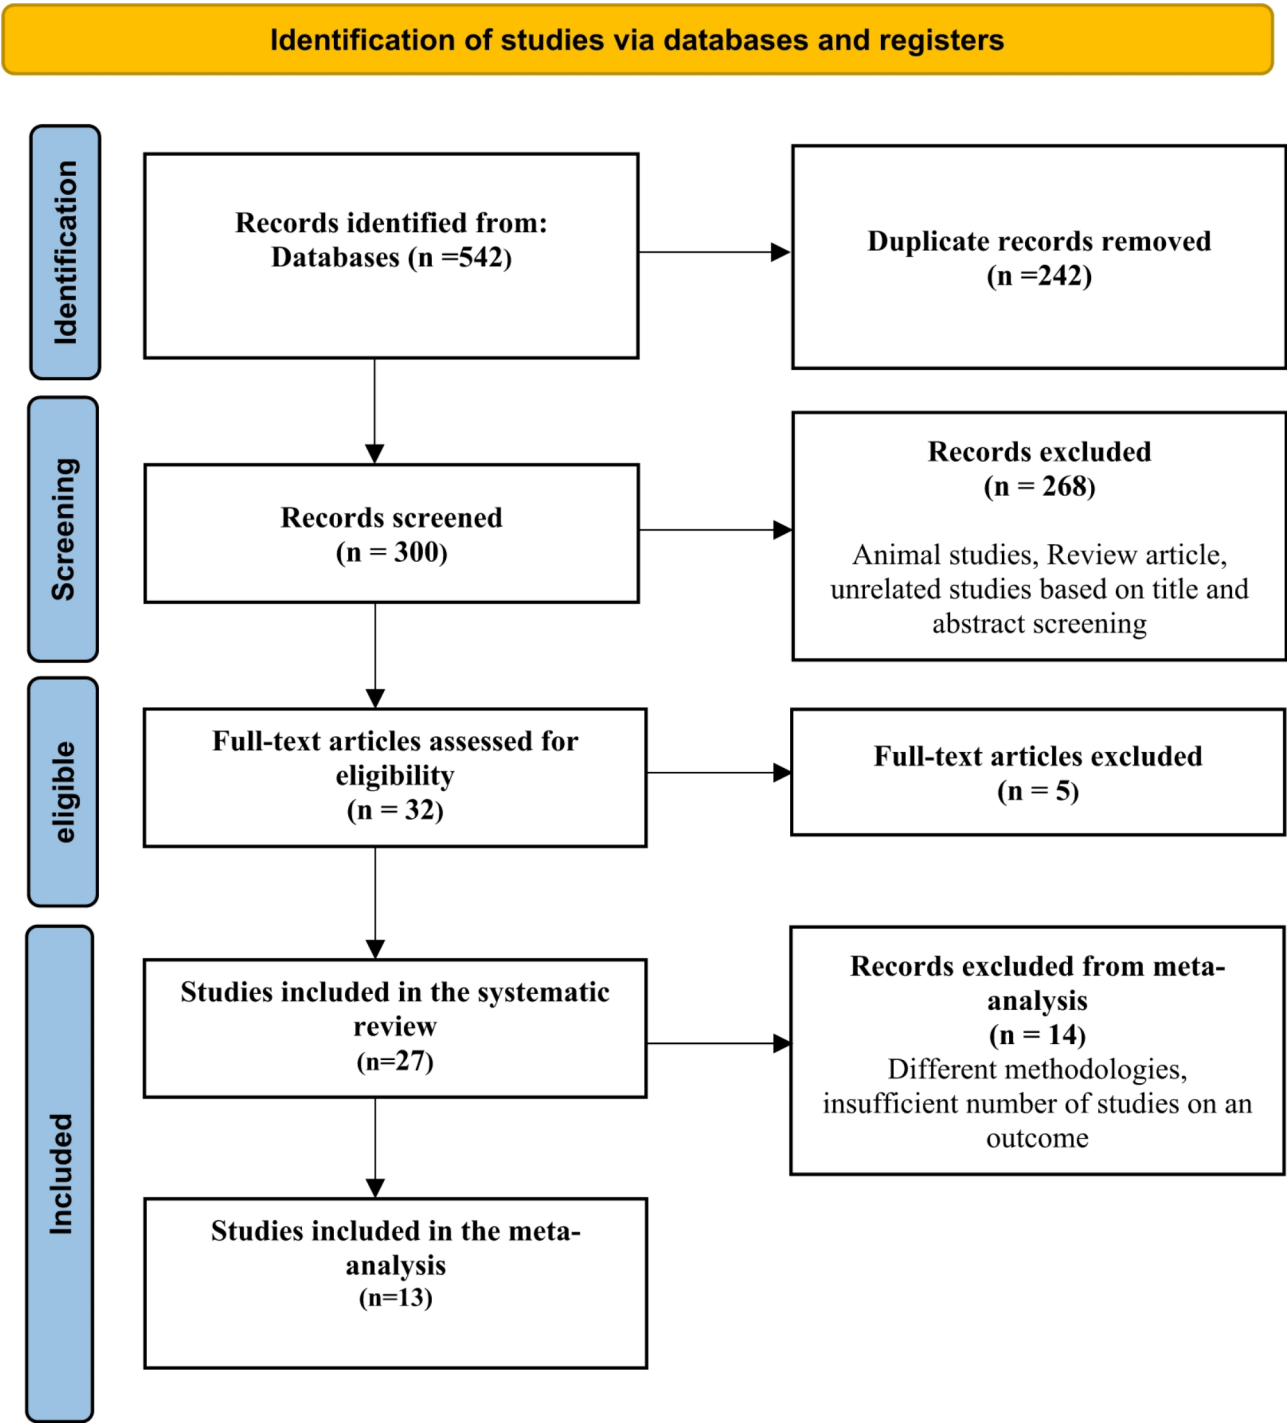 Identification of studies via databases and registers
Identification
Records identified from:
Databases (n =542)
Duplicate records removed
(n =242)
Screening
Records screened
(n = 300)
Records excluded
(n = 268)
Animal studies, Review article,
unrelated studies based on title and
abstract screening
eligible
Full-text articles assessed for
eligibility
(n = 32)
Full-text articles excluded
(n = 5)
Included
Studies included in the systematic
review
(n=27)
Records excluded from meta-
analysis
(n = 14)
Different methodologies,
insufficient number of studies on an
outcome
Studies included in the meta-
analysis
(n=13)